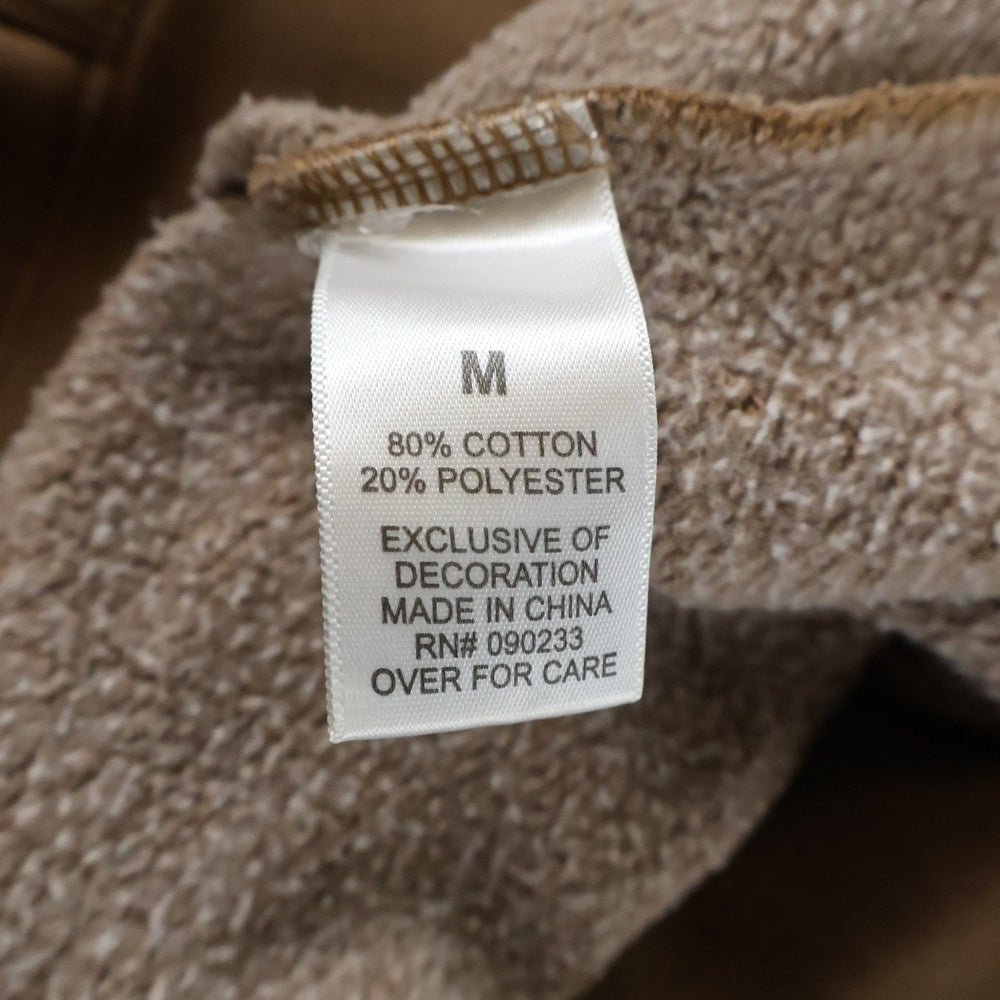 M
80% COTTON
20% POLYESTER
EXCLUSIVE OF
DECORATION
MADE IN CHINA
RN# 090233
OVER FOR CARE